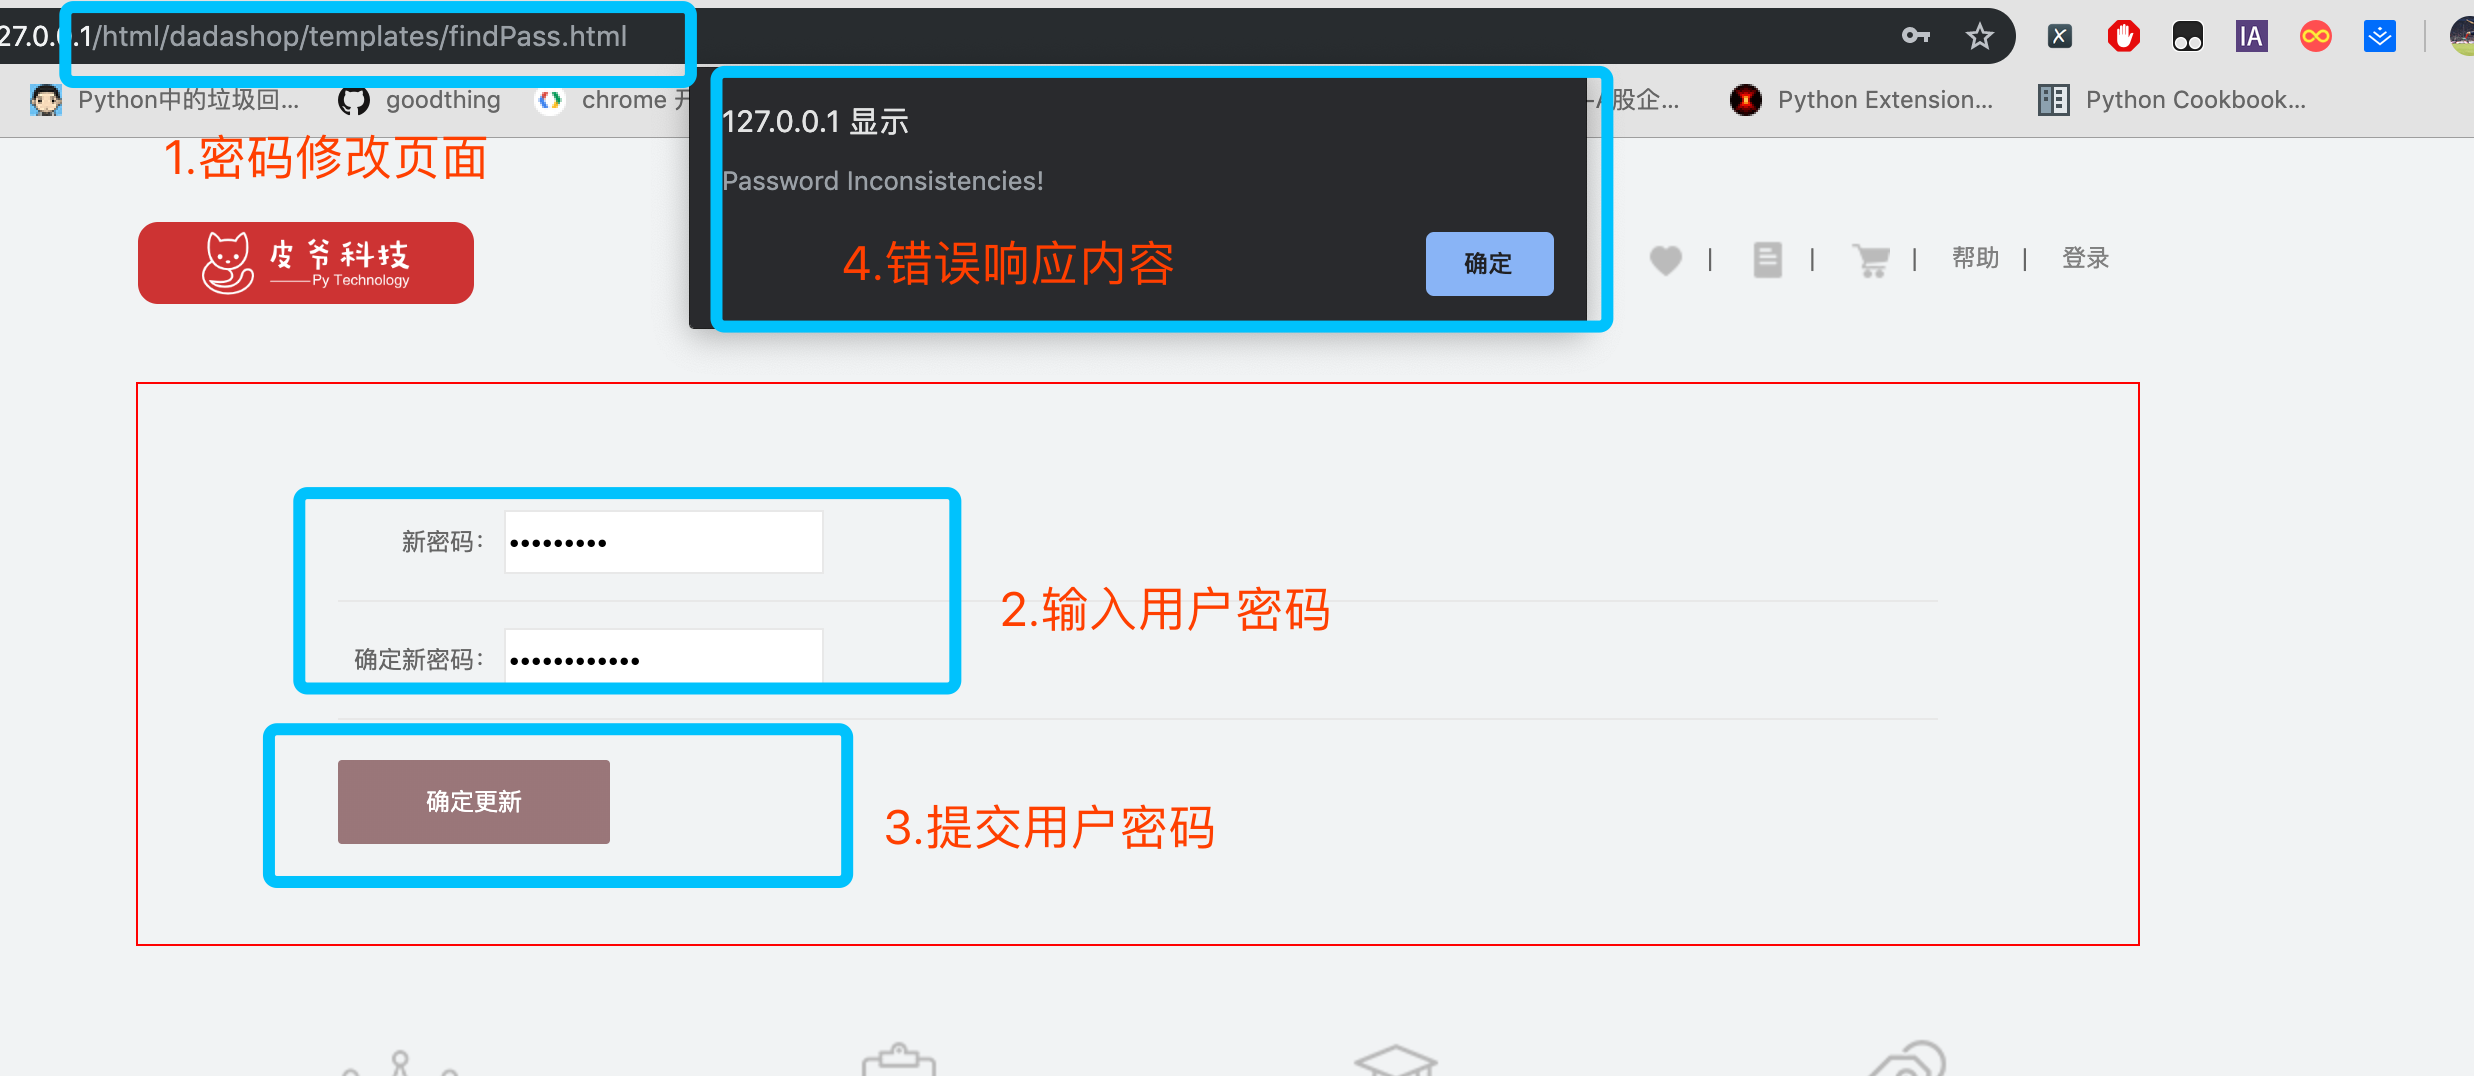 27.0.0.1/html/dadashop/templates/findPass.html
IA
Python中的垃圾回...
goodthing
chrome 开
-A股企...
Python Extension...
Python Cookbook...
1.密码修改页面
127.0.0.1 显示
Password Inconsistencies!
4.错误响应内容
确定
皮爷科技
Py Technology
|
|
|
帮助
|
登录
新密码：
2.输入用户密码
确定新密码：
确定更新
3.提交用户密码